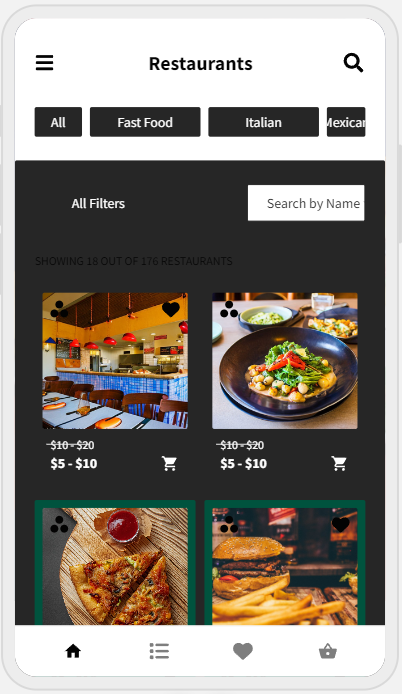 Restaurants
All
Fast Food
Italian
Mexican
All Filters
Search by Name
SHOWING 18 OUT OF 176 RESTAURANTS
$10 - $20
$5 - $10
$10 - $20
$5 - $10